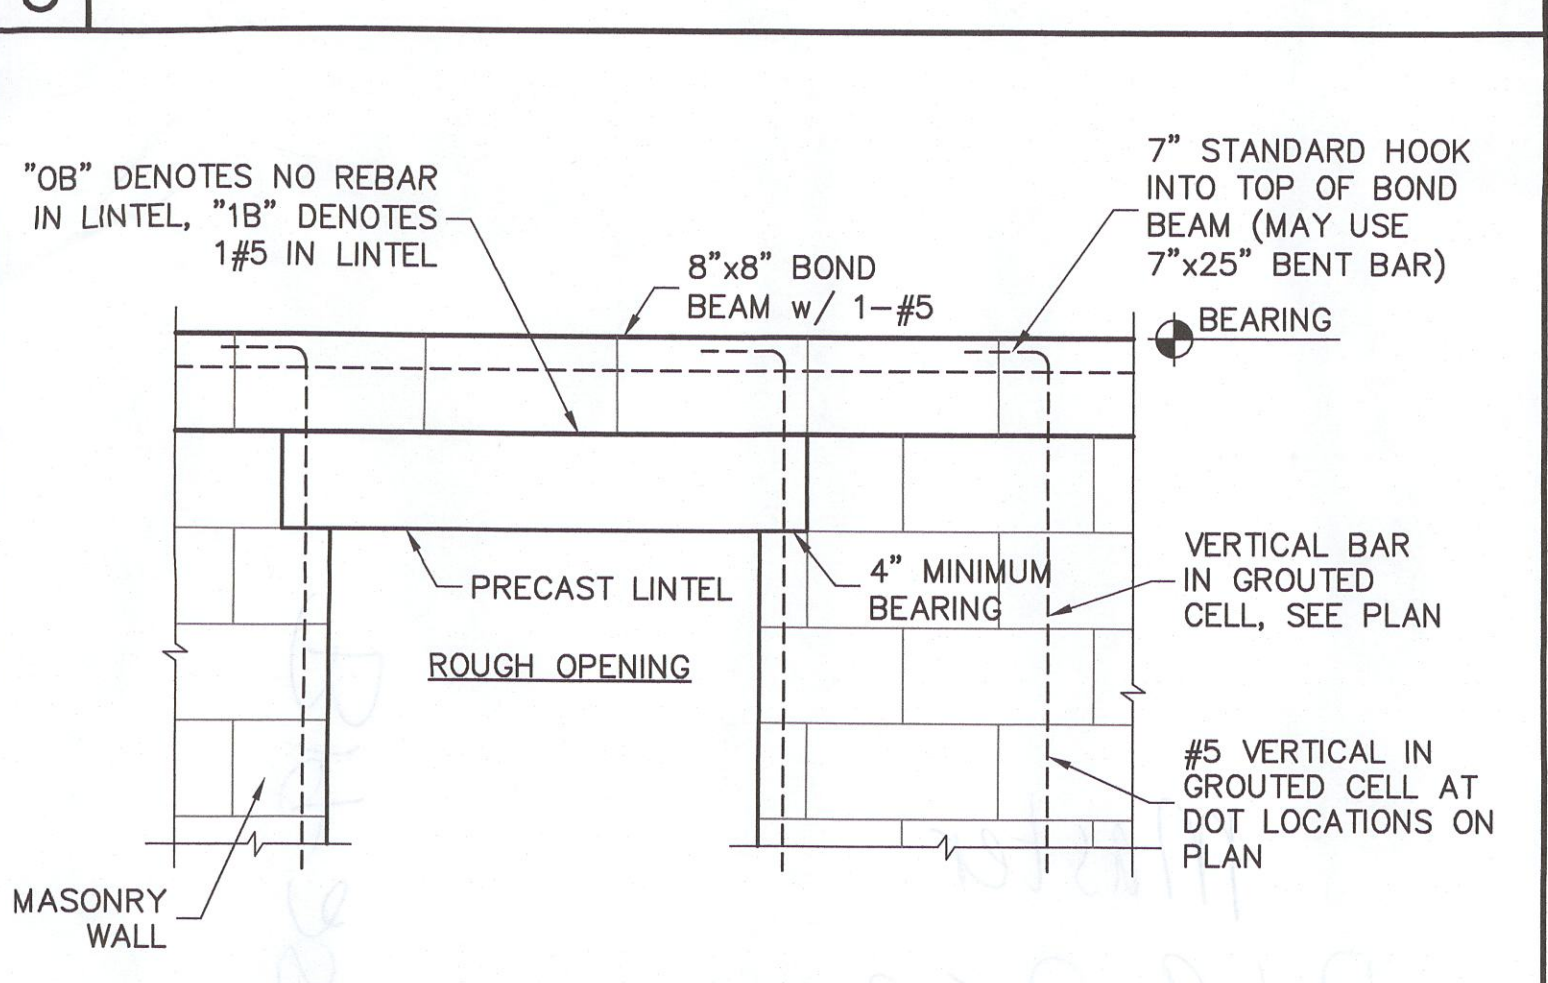 "0B" DENOTES NO REBAR
IN LINTEL, "1B" DENOTES
1#5 IN LINTEL
8"x8" BOND
BEAM w/ 1-#5
7" STANDARD HOOK
INTO TOP OF BOND
BEAM (MAY USE
7"x25" BENT BAR)
BEARING
PRECAST LINTEL
4" MINIMUM
BEARING
ROUGH OPENING
VERTICAL BAR
IN GROUTED
CELL, SEE PLAN
#5 VERTICAL IN
GROUTED CELL AT
DOT LOCATIONS ON
PLAN
MASONRY
WALL